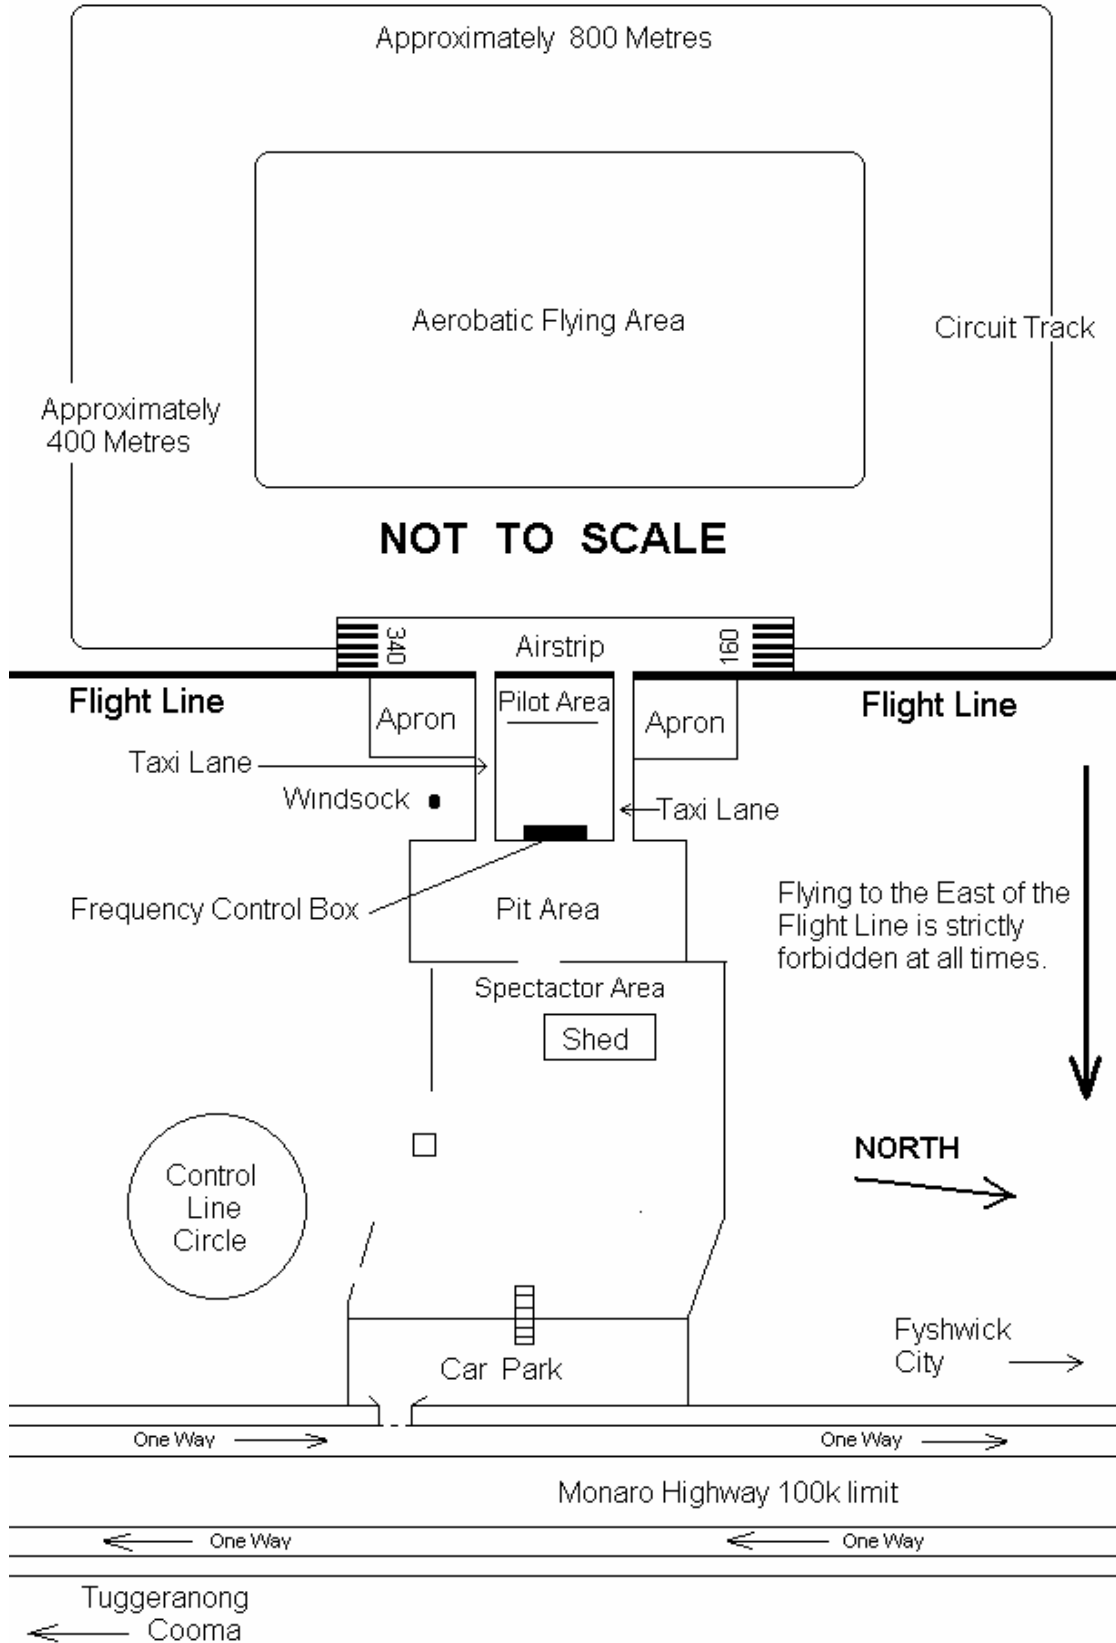 Approximately 800 Metres
Aerobatic Flying Area
Circuit Track
Approximately
400 Metres
NOT TO SCALE
340
Airstrip
160
Flight Line
Pilot Area
Flight Line
Apron
Apron
Taxi Lane
Windsock
Taxi Lane
Frequency Control Box
Pit Area
Flying to the East of the
Flight Line is strictly
forbidden at all times.
Spectactor Area
Shed
NORTH
Control
Line
Circle
Fyshwick
City
Car Park
One Way
One Way
Monaro Highway 100k limit
One Way
One Way
Tuggeranong
Cooma